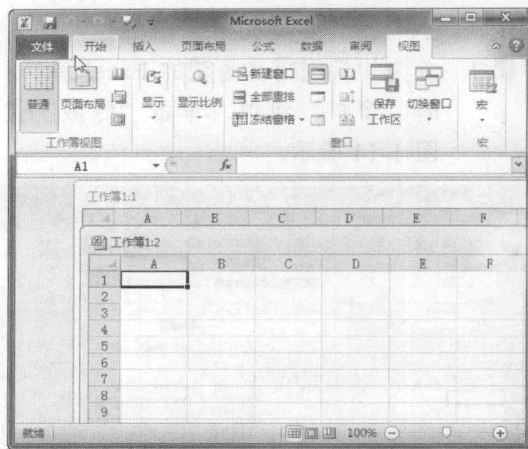 Microsoft Excel
文件 开始 插入 页面布局 公式 数据 审阅 视图
普通 页面布局 显示 显示比例 新建窗口 全部重排 冻结窗格 保存工作区 切换窗口 宏
工作簿视图 窗口 宏
A1 fx
工作簿1:1
A B C D E F
工作簿1:2
A B C D E F
1
2
3
4
5
6
7
8
9
就绪 100%